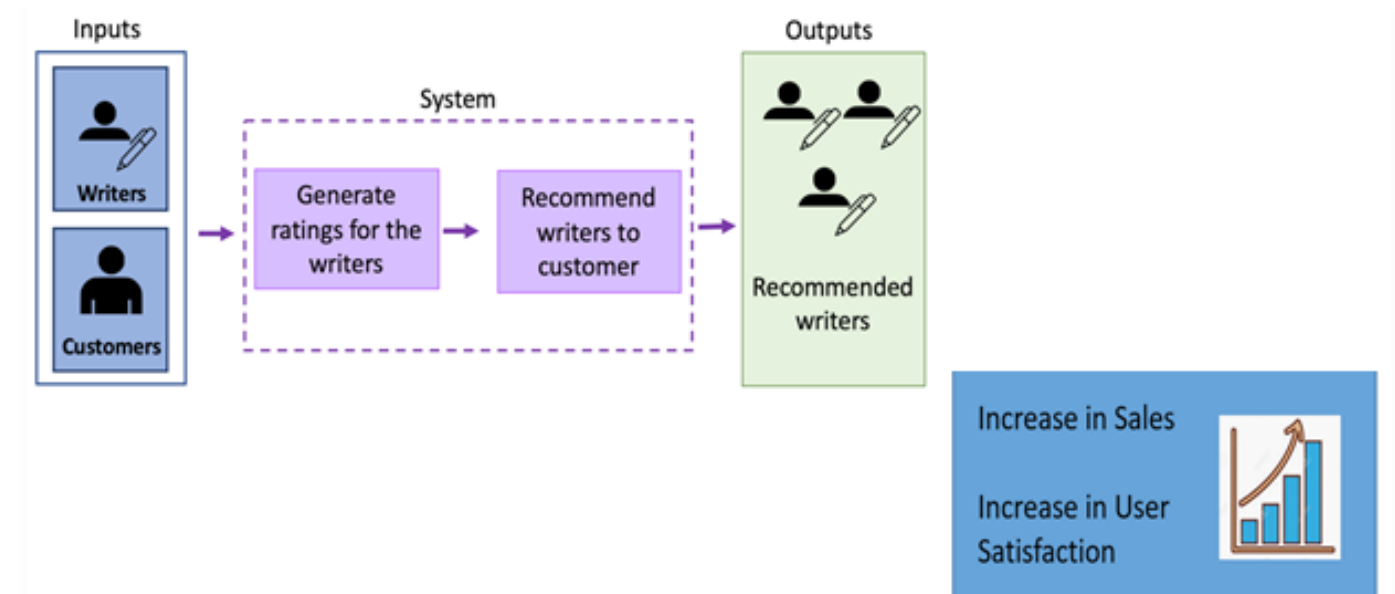 Inputs
Writers
Customers
System
Generate
ratings for the
writers
Recommend
writers to
customer
Outputs
Recommended
writers
Increase in Sales
Increase in User
Satisfaction